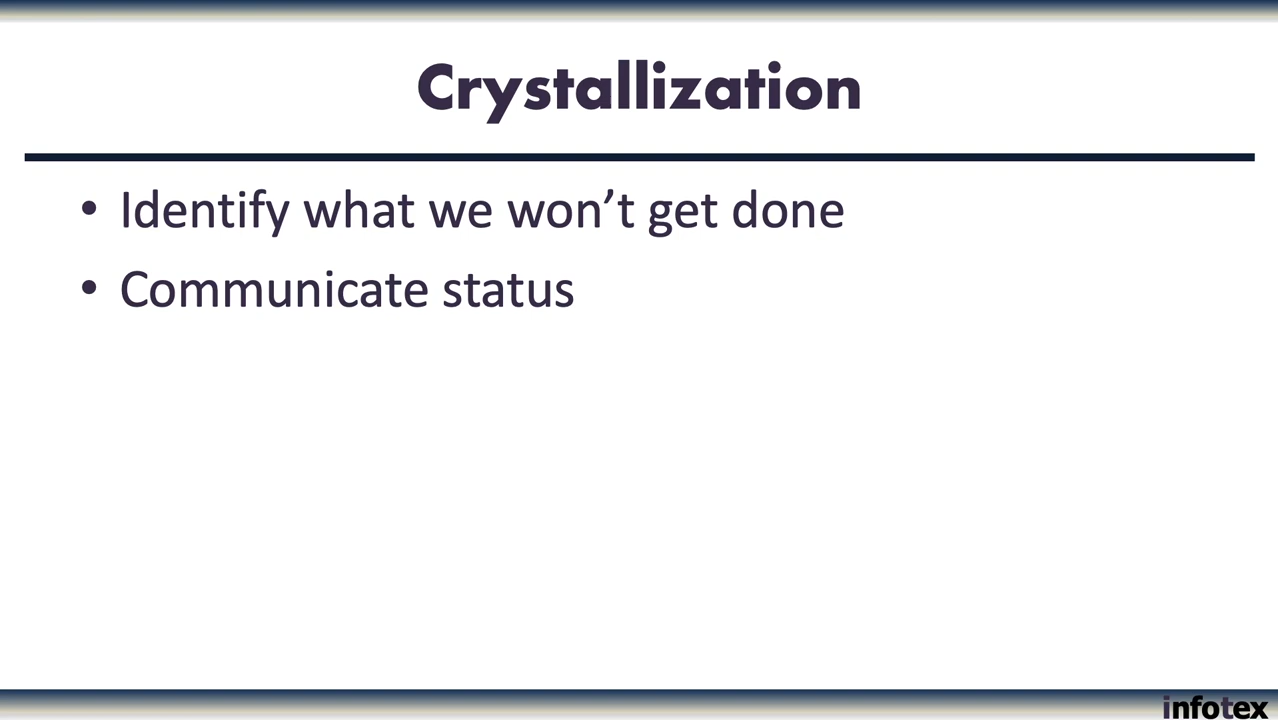 Crystallization
• Identify what we won’t get done
• Communicate status
infotex